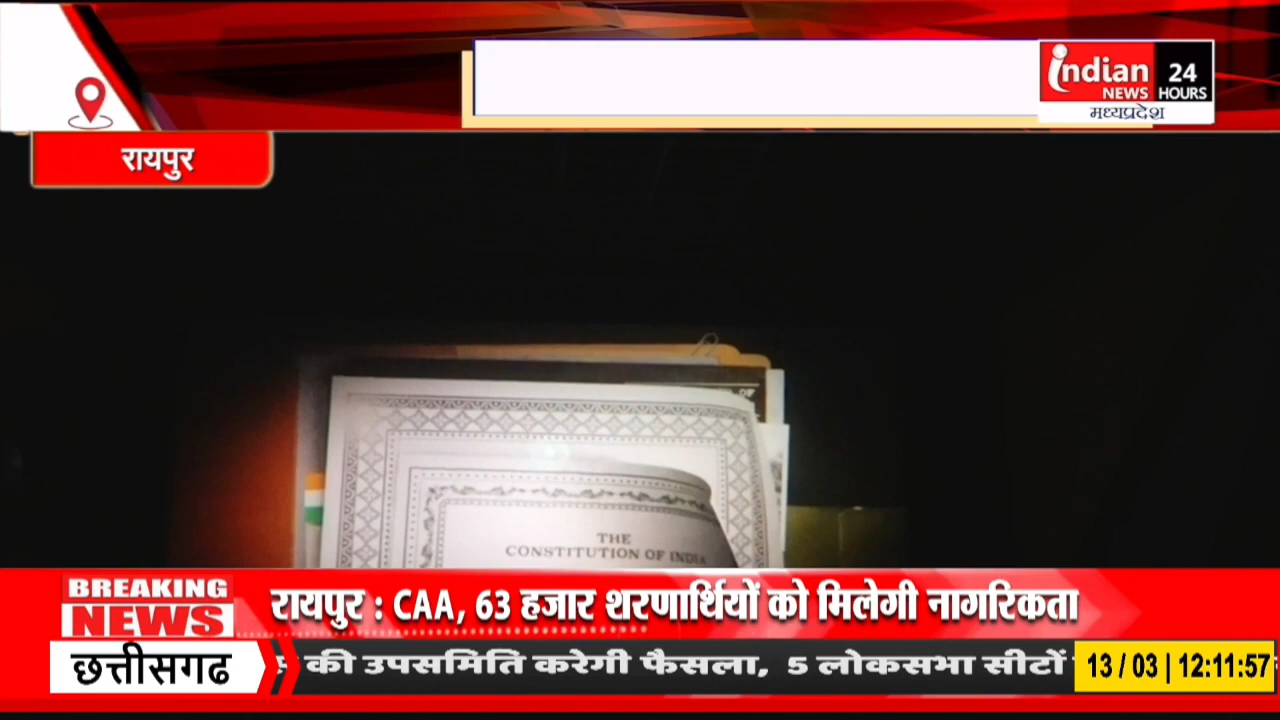 indian
NEWS
24
HOURS
मध्यप्रदेश
रायपुर
THE
CONSTITUTION OF INDIA
BREAKING
NEWS
रायपुर : CAA, 63 हजार शरणार्थियों को मिलेगी नागरिकता
छत्तीसगढ
की उपसमिति करेगी फैसला, 5 लोकसभा सीटों
13 / 03 | 12:11:57